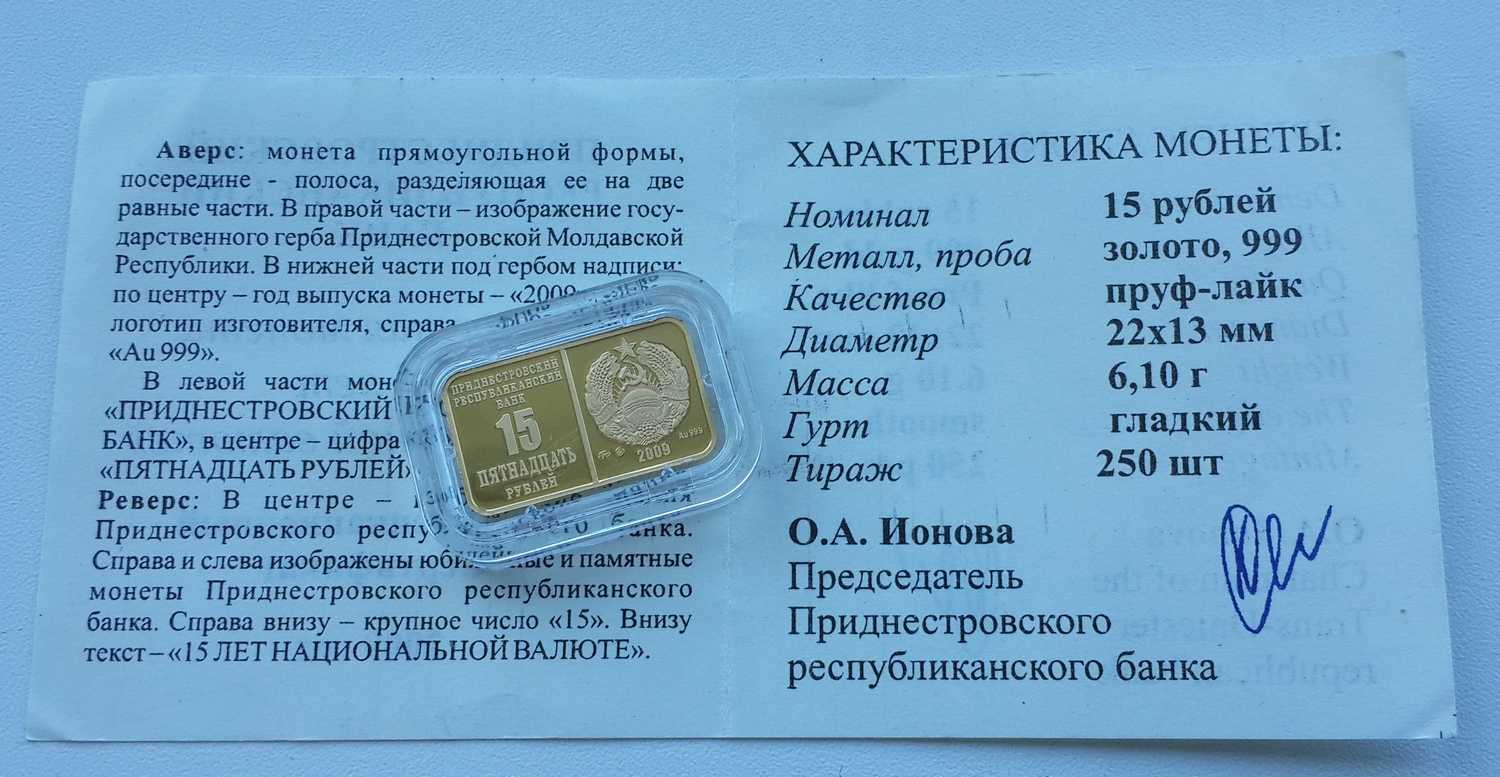 Аверс: монета прямоугольной формы,
посередине - полоса, разделяющая ее на две
равные части. В правой части – изображение госу-
дарственного герба Приднестровской Молдавской
Республики. В нижней части под гербом надписи:
по центру – год выпуска монеты – «2009
логотип изготовителя, справа
«Au 999».
В левой части
«ПРИДНЕСТРОВСКИЙ
БАНК», в центре – цифра
«ПЯТНАДЦАТЬ РУБЛЕЙ»
Реверс: В центре –
Приднестровского банка.
Справа и слева изображены юбилейные и памятные
монеты Приднестровского республиканского
банка. Справа внизу – крупное число «15». Внизу
текст – «15 ЛЕТ НАЦИОНАЛЬНОЙ ВАЛЮТЕ».
ПРИДНЕСТРОВСКИЙ
РЕСПУБЛИКАНСКИЙ
БАНК
15
ПЯТНАДЦАТЬ
РУБЛЕЙ
Au 999
2009
ХАРАКТЕРИСТИКА МОНЕТЫ:
Номинал 15 рублей
Металл, проба золото, 999
Качество пруф-лайк
Диаметр 22х13 мм
Масса 6,10 г
Гурт гладкий
Тираж 250 шт
О.А. Ионова
Председатель
Приднестровского
республиканского банка